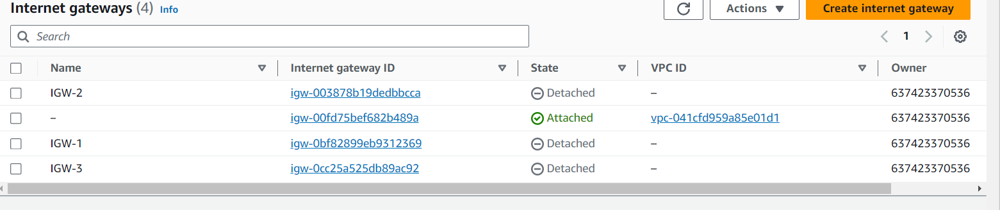 Internet gateways (4) Info Actions Create internet gateway
Search 1
Name Internet gateway ID State VPC ID Owner
IGW-2 igw-003878b19dedbbcca Detached – 637423370536
– igw-00fd75bef682b489a Attached vpc-041cfd959a85e01d1 637423370536
IGW-1 igw-0bf82899eb9312369 Detached – 637423370536
IGW-3 igw-0cc25a525db89ac92 Detached – 637423370536